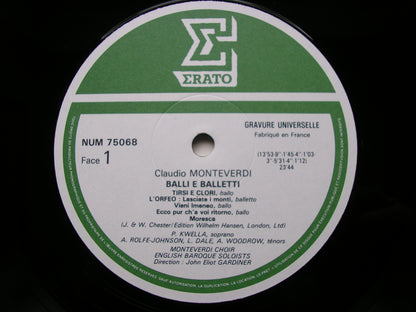 ERATO
NUM 75068
Face 1
GRAVURE UNIVERSELLE
Fabriqué en France
(13'53-9"-1'45-4"-1'03-
3"-5'31-4"-1'12)
23'44
Claudio MONTEVERDI
BALLI E BALLETTI
TIRSI E CLORI, ballo
L'ORFEO : Lasciate i monti, balletto
Vieni Imeneo, ballo
Ecco pur ch'a voi ritorno, ballo
Moresca
(J. & W. Chester/Edition Wilhelm Hansen, London, Ltd)
P. KWELLA, soprano
A. ROLFE-JOHNSON, L. DALE, A. WOODROW, ténors
MONTEVERDI CHOIR
ENGLISH BAROQUE SOLOISTS
Direction : John Eliot GARDINER